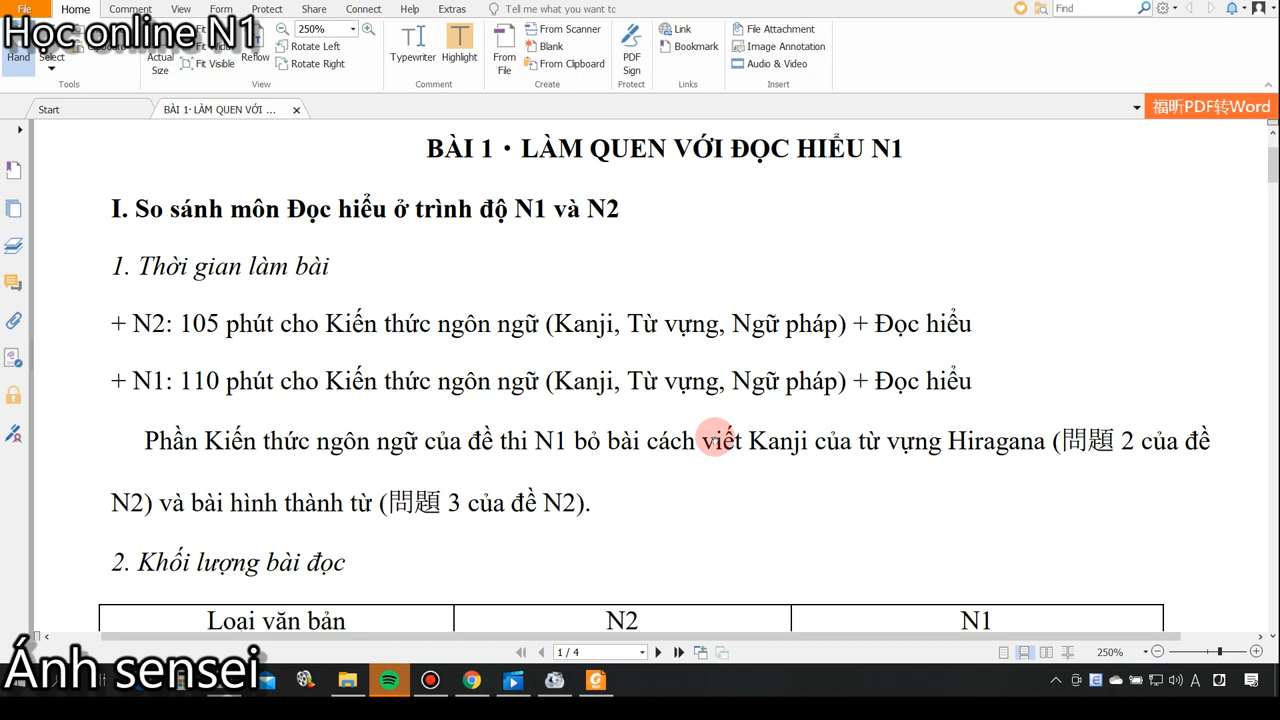 File Home Comment View Form Protect Share Connect Help Extras Tell me what you want tc Find
Học online N1
Hand Select Actual Size Fit Visible Reflow 250% Rotate Left Rotate Right Typewriter Highlight From File From Scanner Blank From Clipboard PDF Sign Link Bookmark File Attachment Image Annotation Audio & Video
Tools View Comment Create Protect Links Insert
Start BÀI 1· LÀM QUEN VỚI ... 福昕PDF转Word
BÀI 1・LÀM QUEN VỚI ĐỌC HIỂU N1
I. So sánh môn Đọc hiểu ở trình độ N1 và N2
1. Thời gian làm bài
+ N2: 105 phút cho Kiến thức ngôn ngữ (Kanji, Từ vựng, Ngữ pháp) + Đọc hiểu
+ N1: 110 phút cho Kiến thức ngôn ngữ (Kanji, Từ vựng, Ngữ pháp) + Đọc hiểu
Phần Kiến thức ngôn ngữ của đề thi N1 bỏ bài cách viết Kanji của từ vựng Hiragana (問題 2 của đề
N2) và bài hình thành từ (問題 3 của đề N2).
2. Khối lượng bài đọc
Loại văn bản N2 N1
1 / 4 250%
Ánh sensei